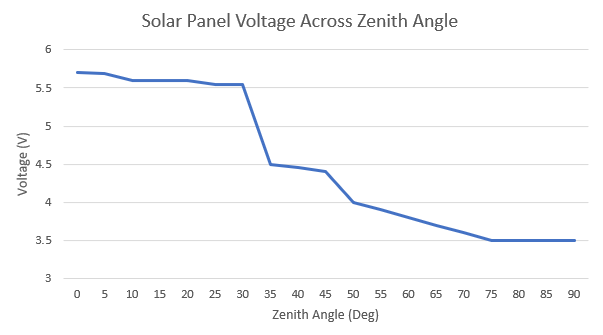 Solar Panel Voltage Across Zenith Angle
6
5.5
5
4.5
4
3.5
3
Voltage (V)
0 5 10 15 20 25 30 35 40 45 50 55 60 65 70 75 80 85 90
Zenith Angle (Deg)